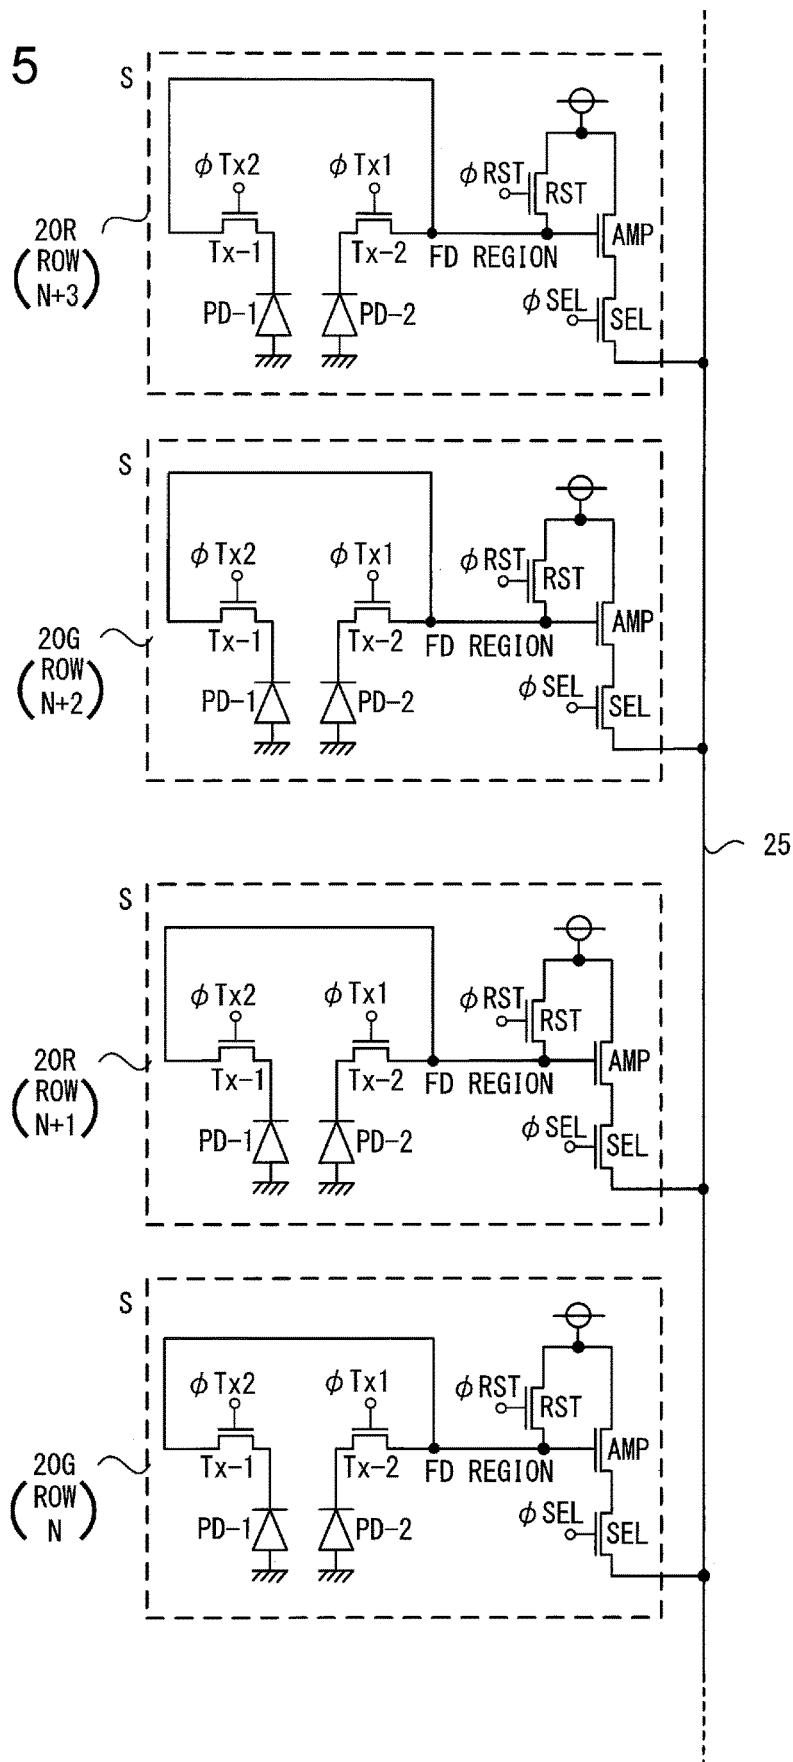 5
S
φTx2 φTx1
φRST
RST
20R
(ROW N+3)
Tx-1 Tx-2 FD REGION
AMP
φSEL
SEL
PD-1 PD-2
S
φTx2 φTx1
φRST
RST
20G
(ROW N+2)
Tx-1 Tx-2 FD REGION
AMP
φSEL
SEL
PD-1 PD-2
25
S
φTx2 φTx1
φRST
RST
20R
(ROW N+1)
Tx-1 Tx-2 FD REGION
AMP
φSEL
SEL
PD-1 PD-2
S
φTx2 φTx1
φRST
RST
20G
(ROW N)
Tx-1 Tx-2 FD REGION
AMP
φSEL
SEL
PD-1 PD-2